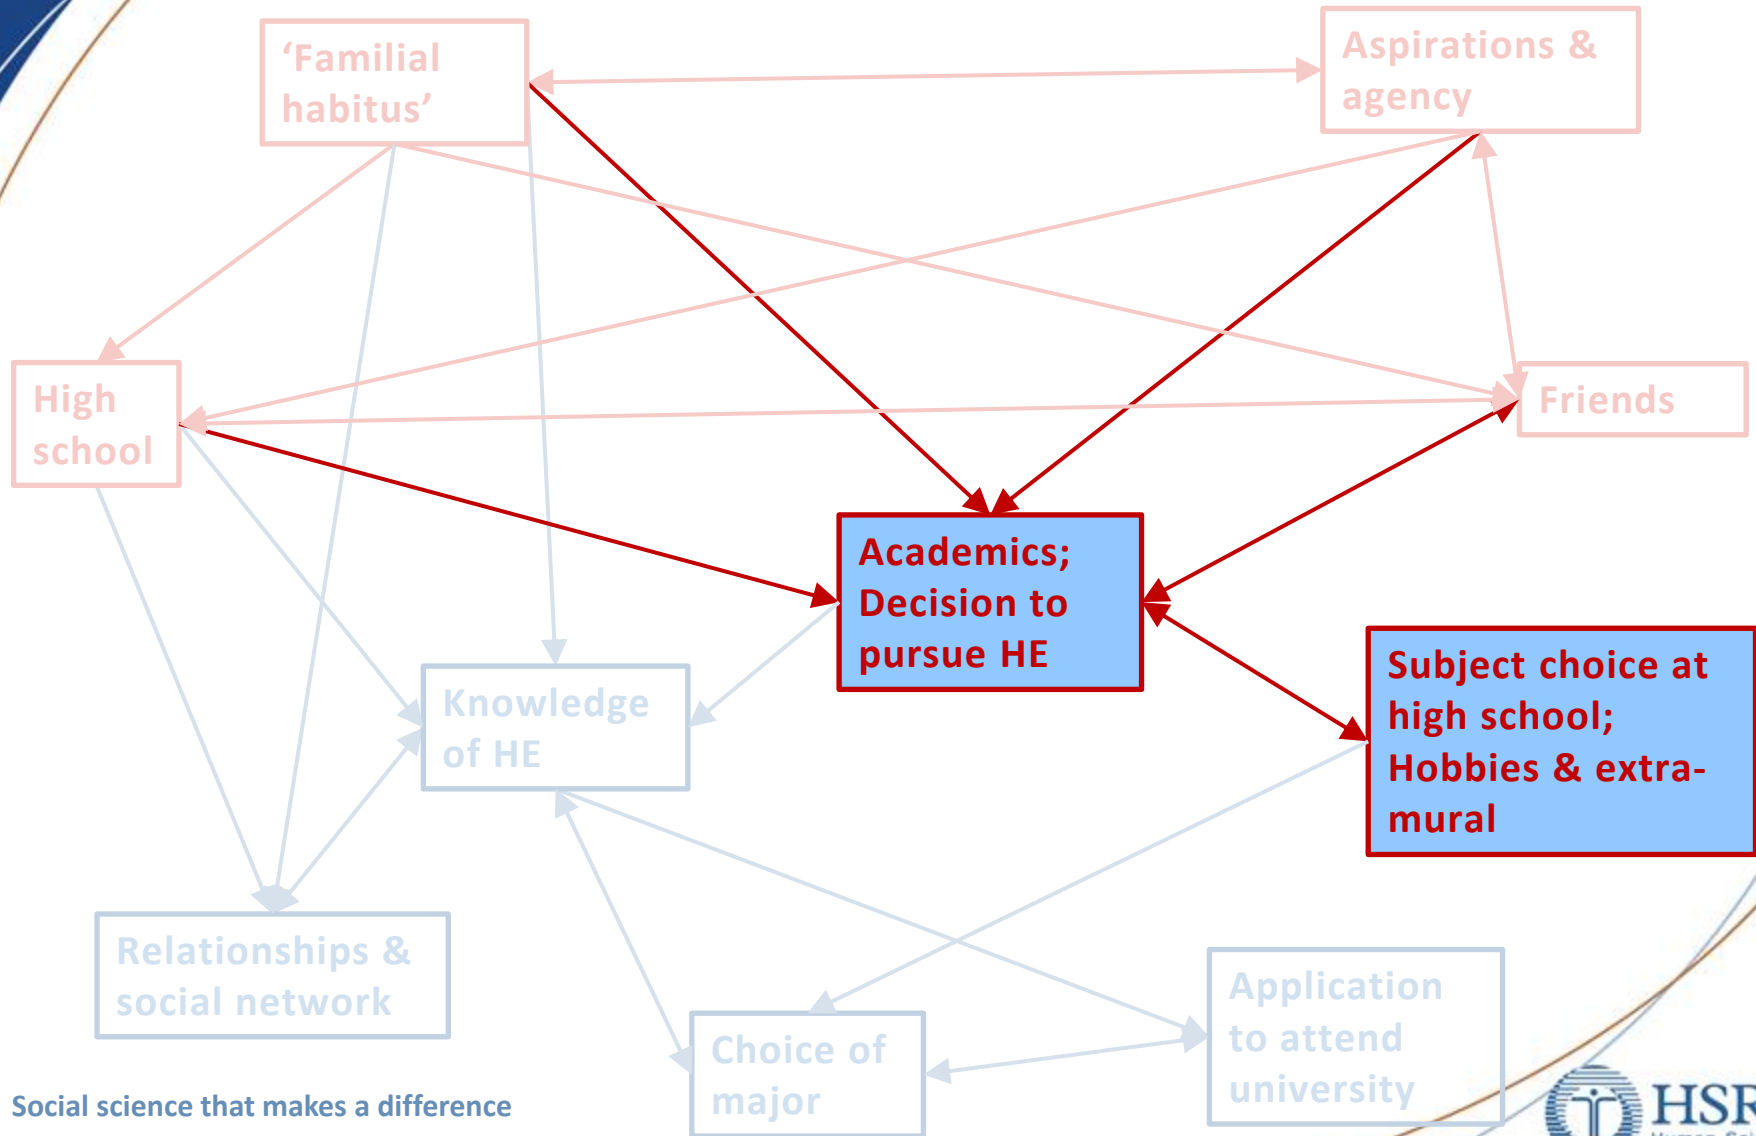 ‘Familial
habitus’
Aspirations &
agency
High
school
Friends
Academics;
Decision to
pursue HE
Subject choice at
high school;
Hobbies & extra-
mural
Knowledge
of HE
Relationships &
social network
Application
to attend
university
Choice of
major
Social science that makes a difference
HSR